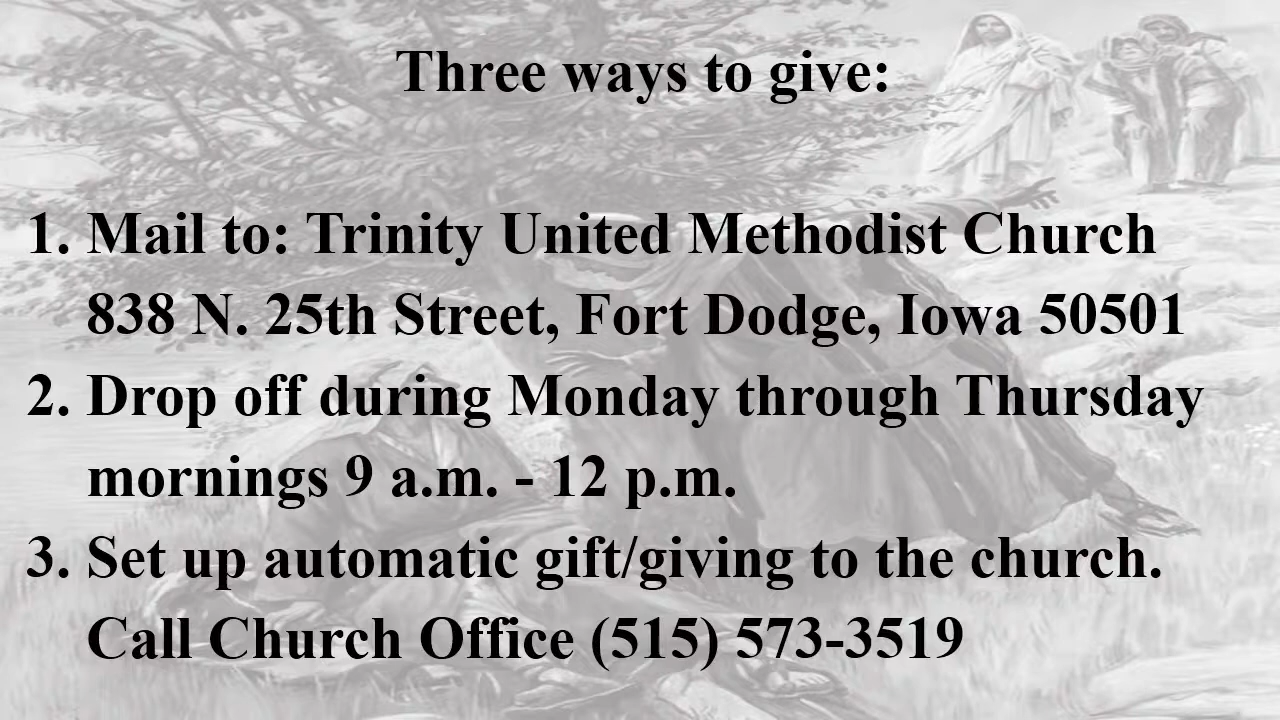 Three ways to give:
1. Mail to: Trinity United Methodist Church
838 N. 25th Street, Fort Dodge, Iowa 50501
2. Drop off during Monday through Thursday
mornings 9 a.m. - 12 p.m.
3. Set up automatic gift/giving to the church.
Call Church Office (515) 573-3519